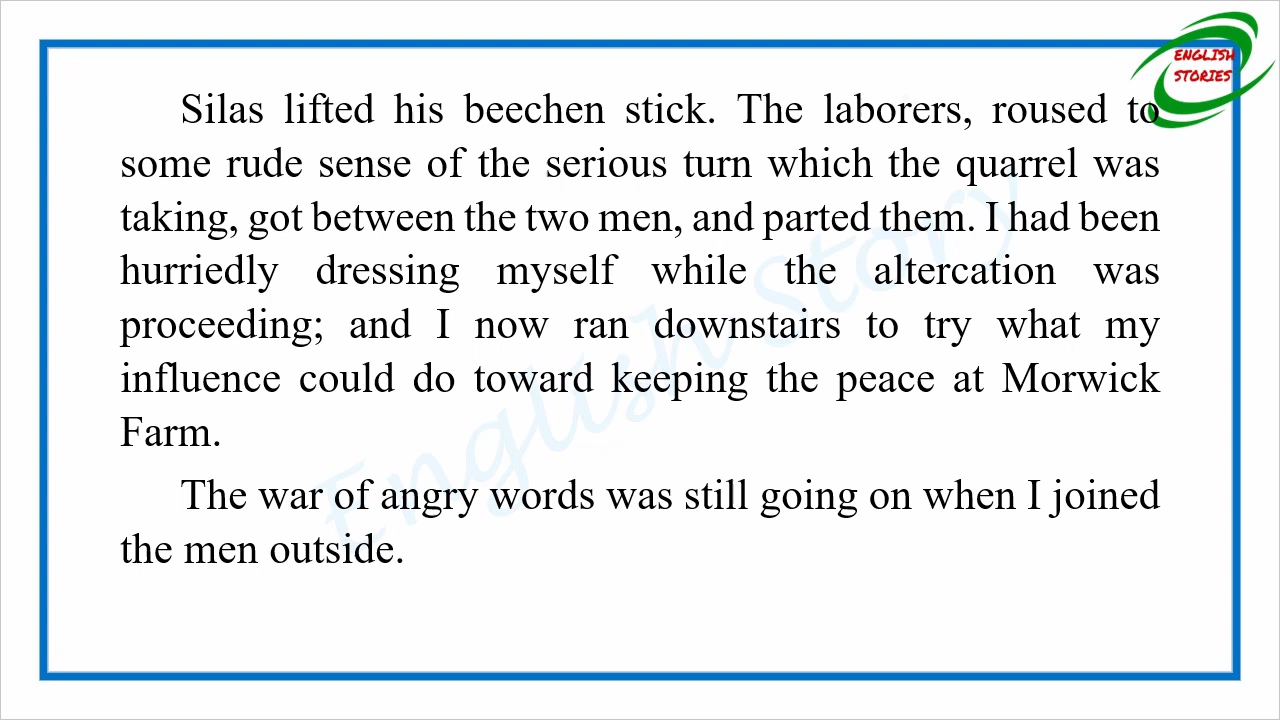 ENGLISH
STORIES
Silas lifted his beechen stick. The laborers, roused to
some rude sense of the serious turn which the quarrel was
taking, got between the two men, and parted them. I had been
hurriedly dressing myself while the altercation was
proceeding; and I now ran downstairs to try what my
influence could do toward keeping the peace at Morwick
Farm.
The war of angry words was still going on when I joined
the men outside.
English Story